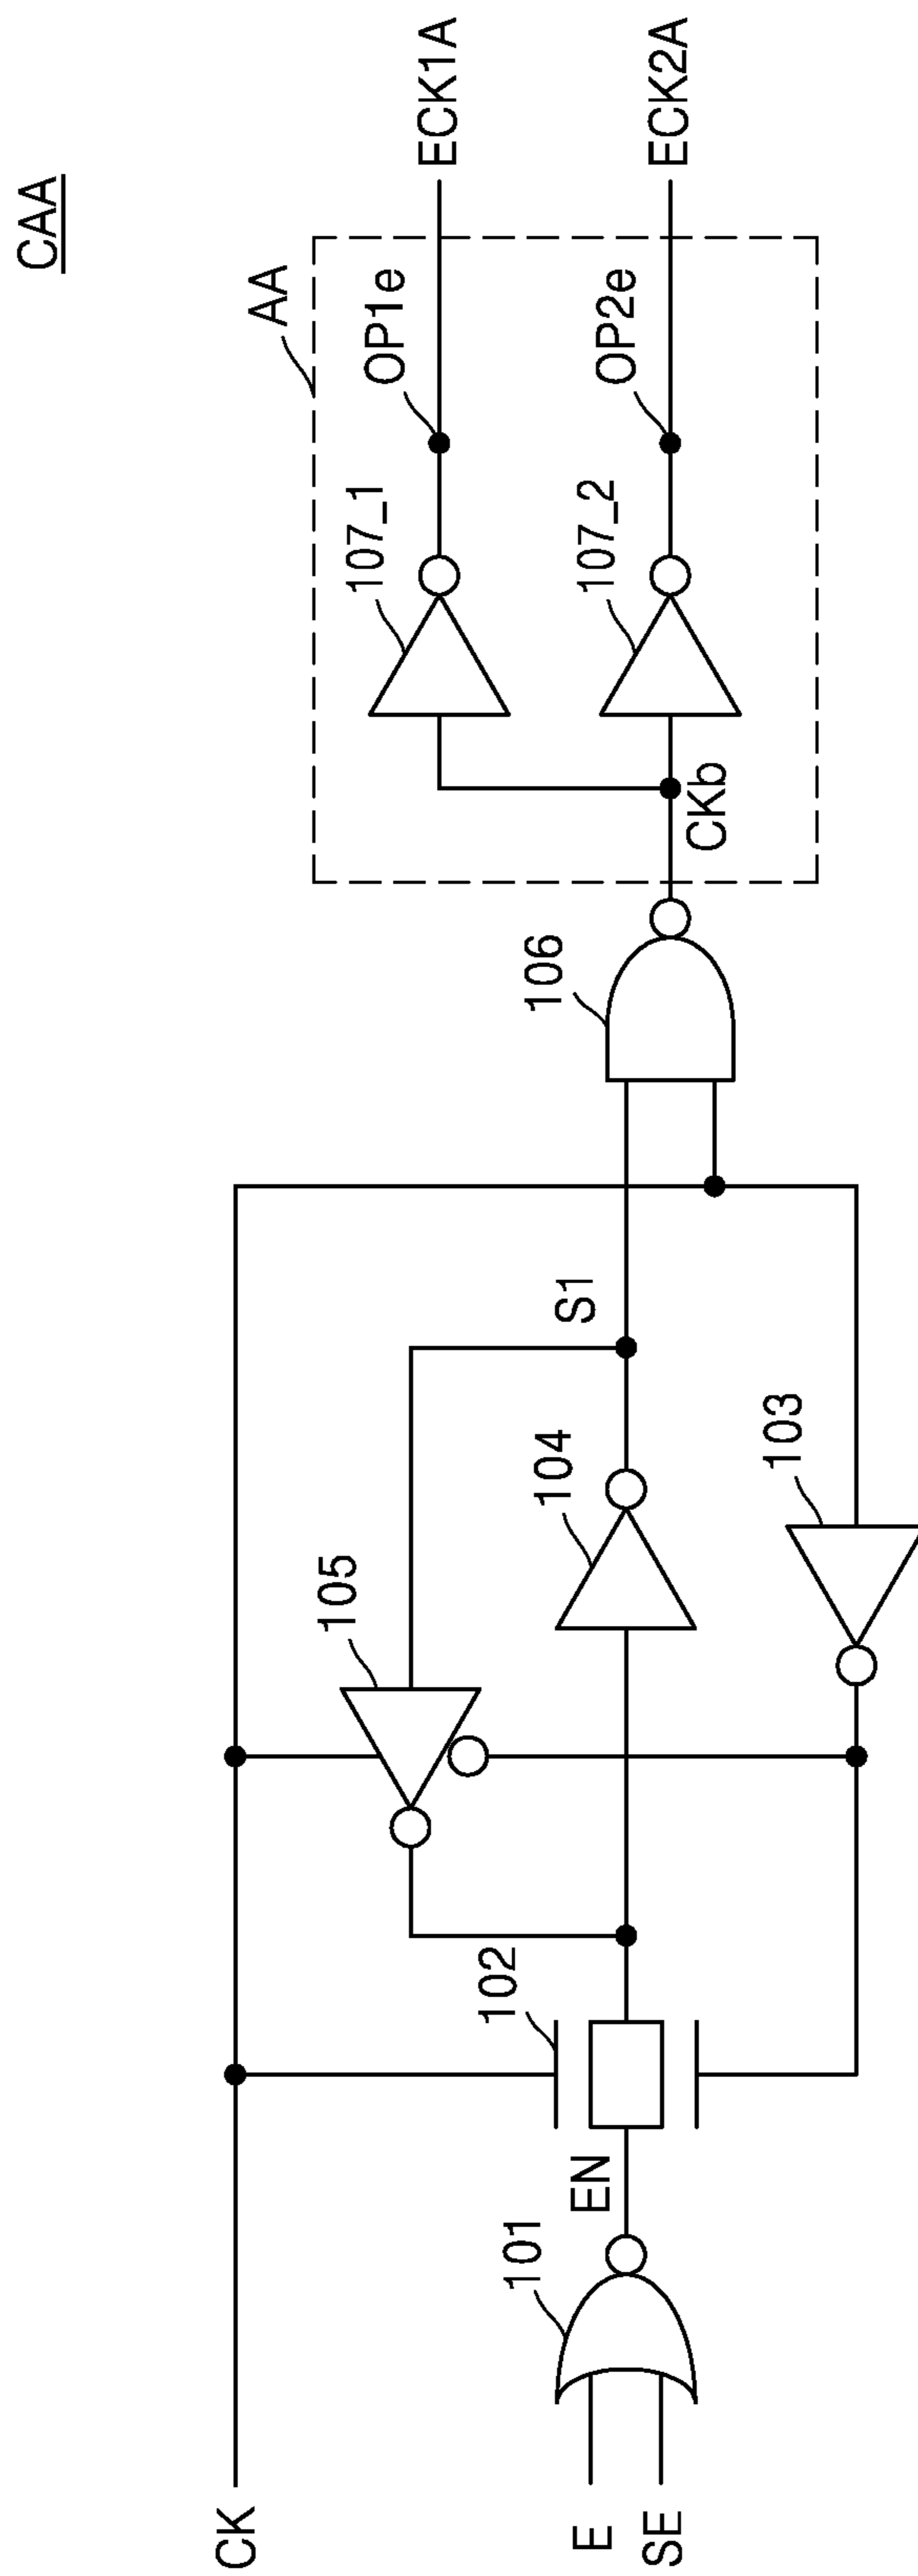 CAA
AA
CK
E
SE
101
EN
102
105
104
103
S1
106
CKb
107_1
107_2
OP1e
OP2e
ECK1A
ECK2A